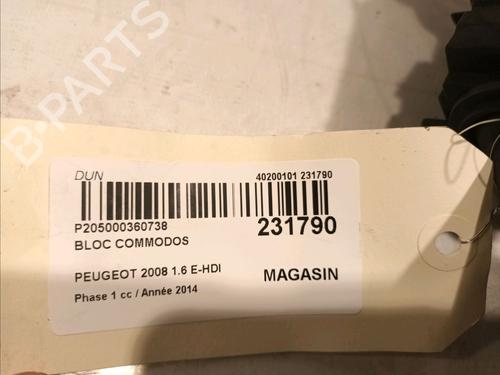 B-PARTS
DUN
40200101 231790
P205000360738
231790
BLOC COMMODOS
PEUGEOT 2008 1.6 E-HDI
MAGASIN
Phase 1 cc / Année 2014